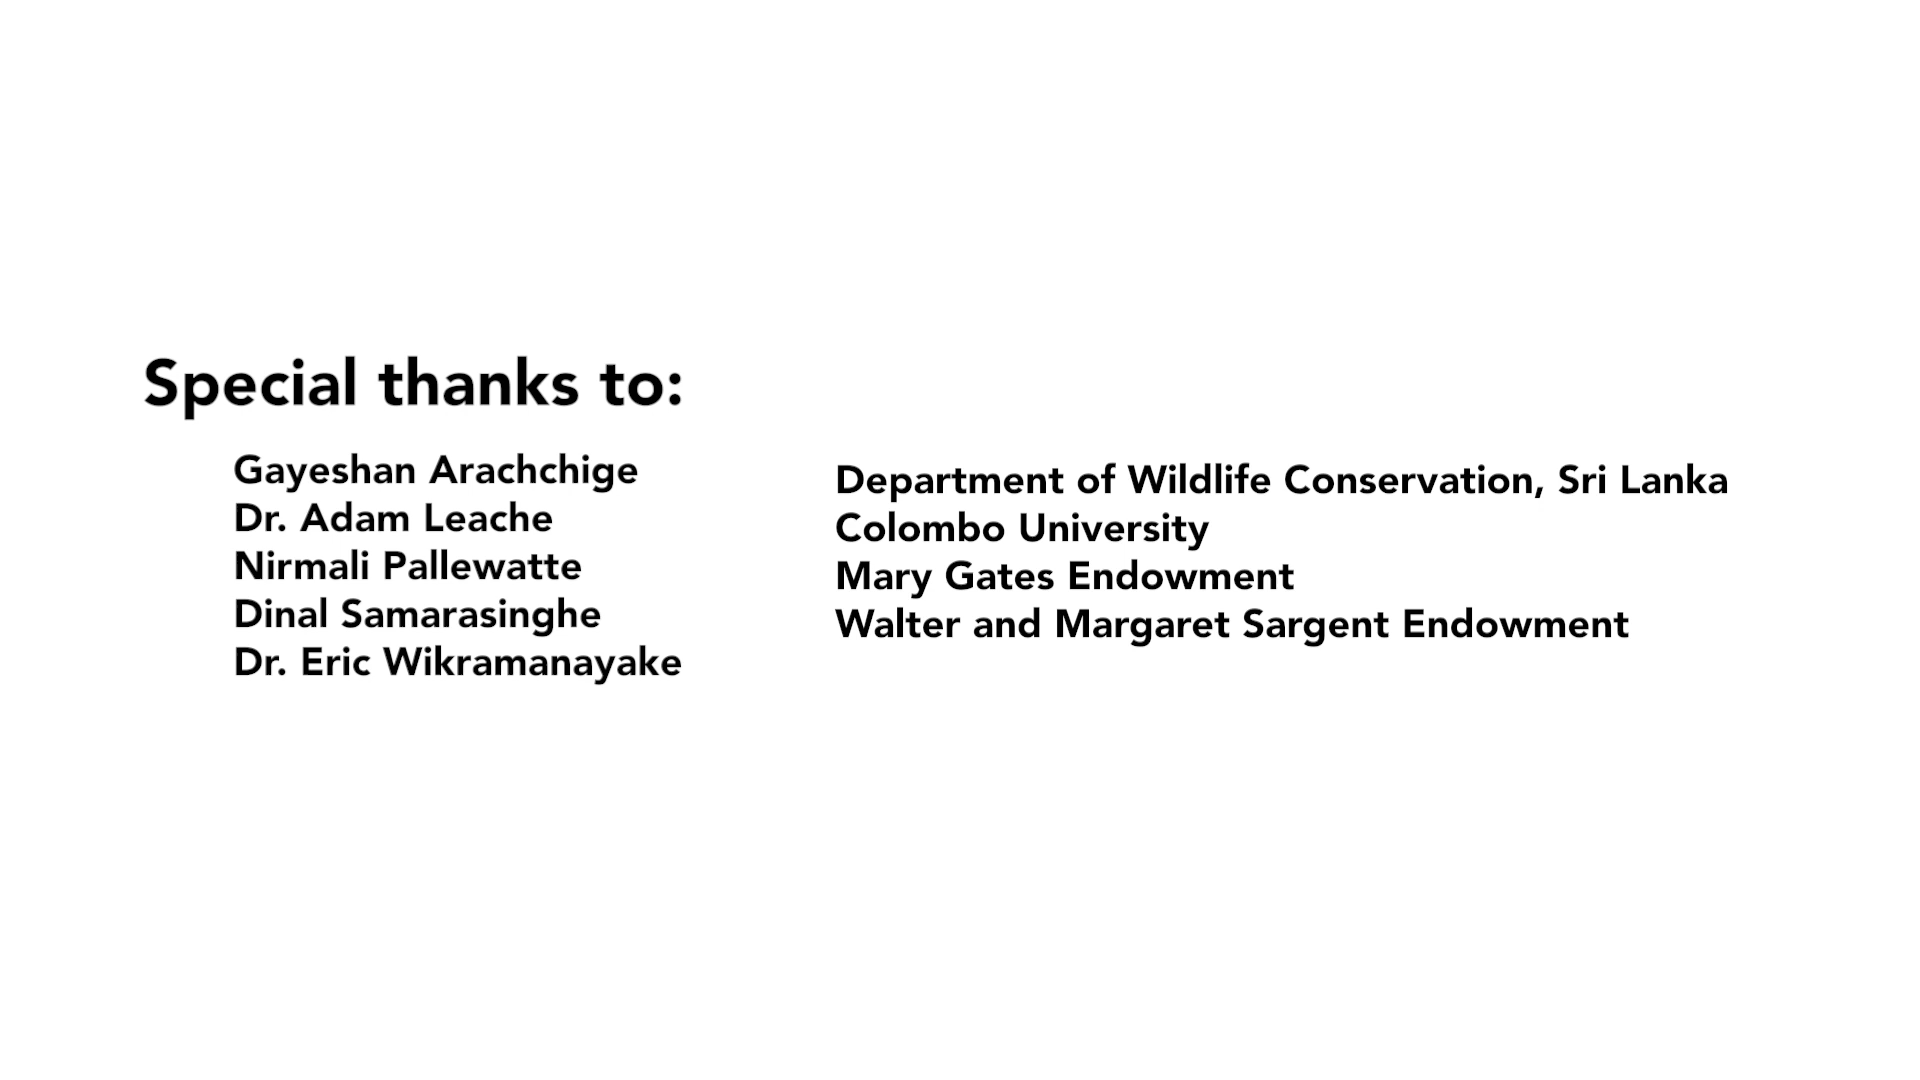 Special thanks to:
Gayeshan Arachchige
Dr. Adam Leache
Nirmali Pallewatte
Dinal Samarasinghe
Dr. Eric Wikramanayake
Department of Wildlife Conservation, Sri Lanka
Colombo University
Mary Gates Endowment
Walter and Margaret Sargent Endowment